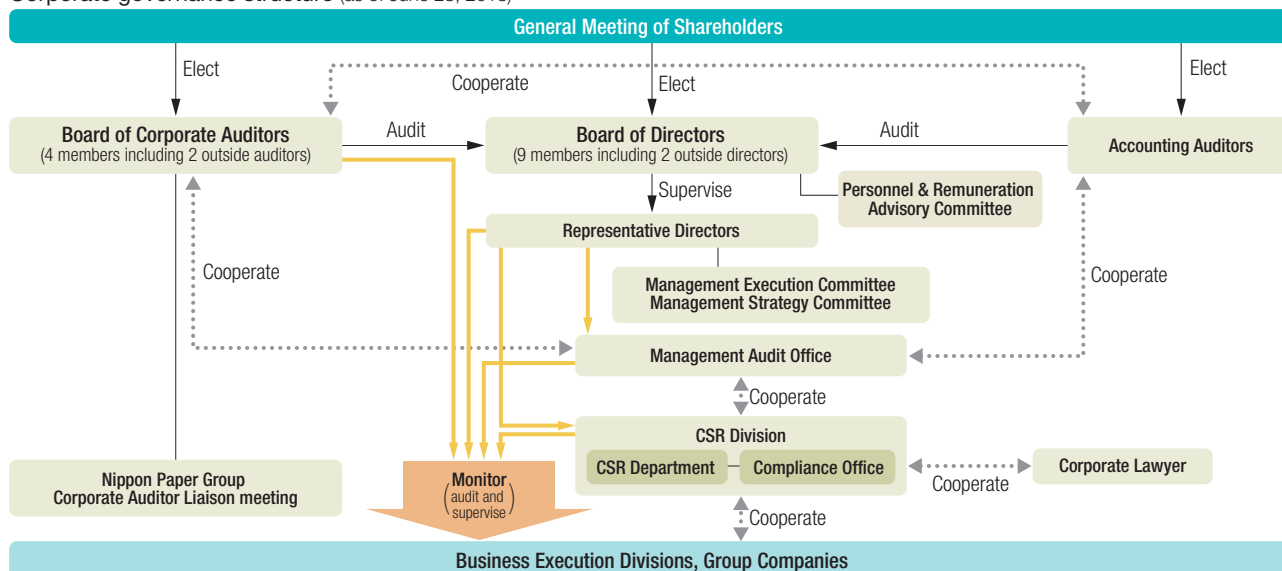 General Meeting of Shareholders
Elect
Cooperate
Elect
Elect
Board of Corporate Auditors
(4 members including 2 outside auditors)
Audit
Board of Directors
(9 members including 2 outside directors)
Audit
Accounting Auditors
Supervise
Personnel & Remuneration
Advisory Committee
Representative Directors
Cooperate
Cooperate
Management Execution Committee
Management Strategy Committee
Management Audit Office
Cooperate
CSR Division
CSR Department
Compliance Office
Corporate Lawyer
Cooperate
Nippon Paper Group
Corporate Auditor Liaison meeting
Monitor
(audit and
supervise)
Cooperate
Business Execution Divisions, Group Companies